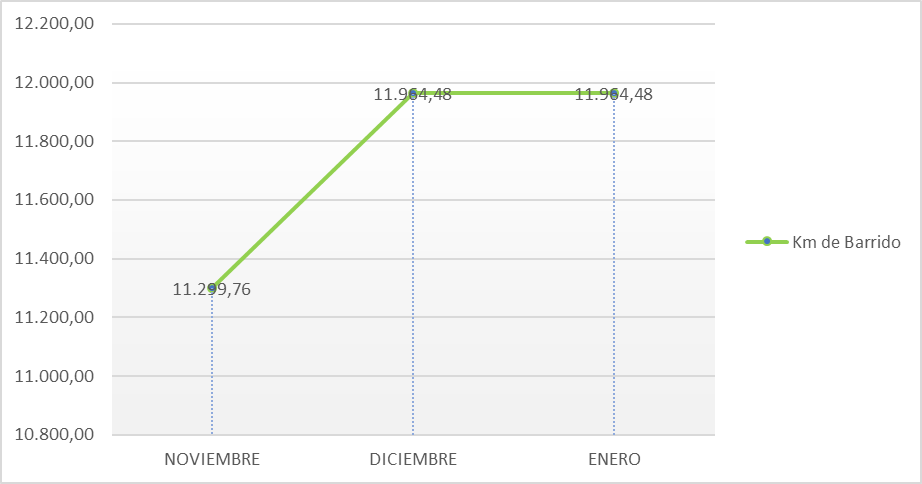 12.200,00
12.000,00
11.800,00
11.600,00
11.400,00
11.200,00
11.000,00
10.800,00
11.299,76
11.964,48
11.964,48
NOVIEMBRE
DICIEMBRE
ENERO
Km de Barrido